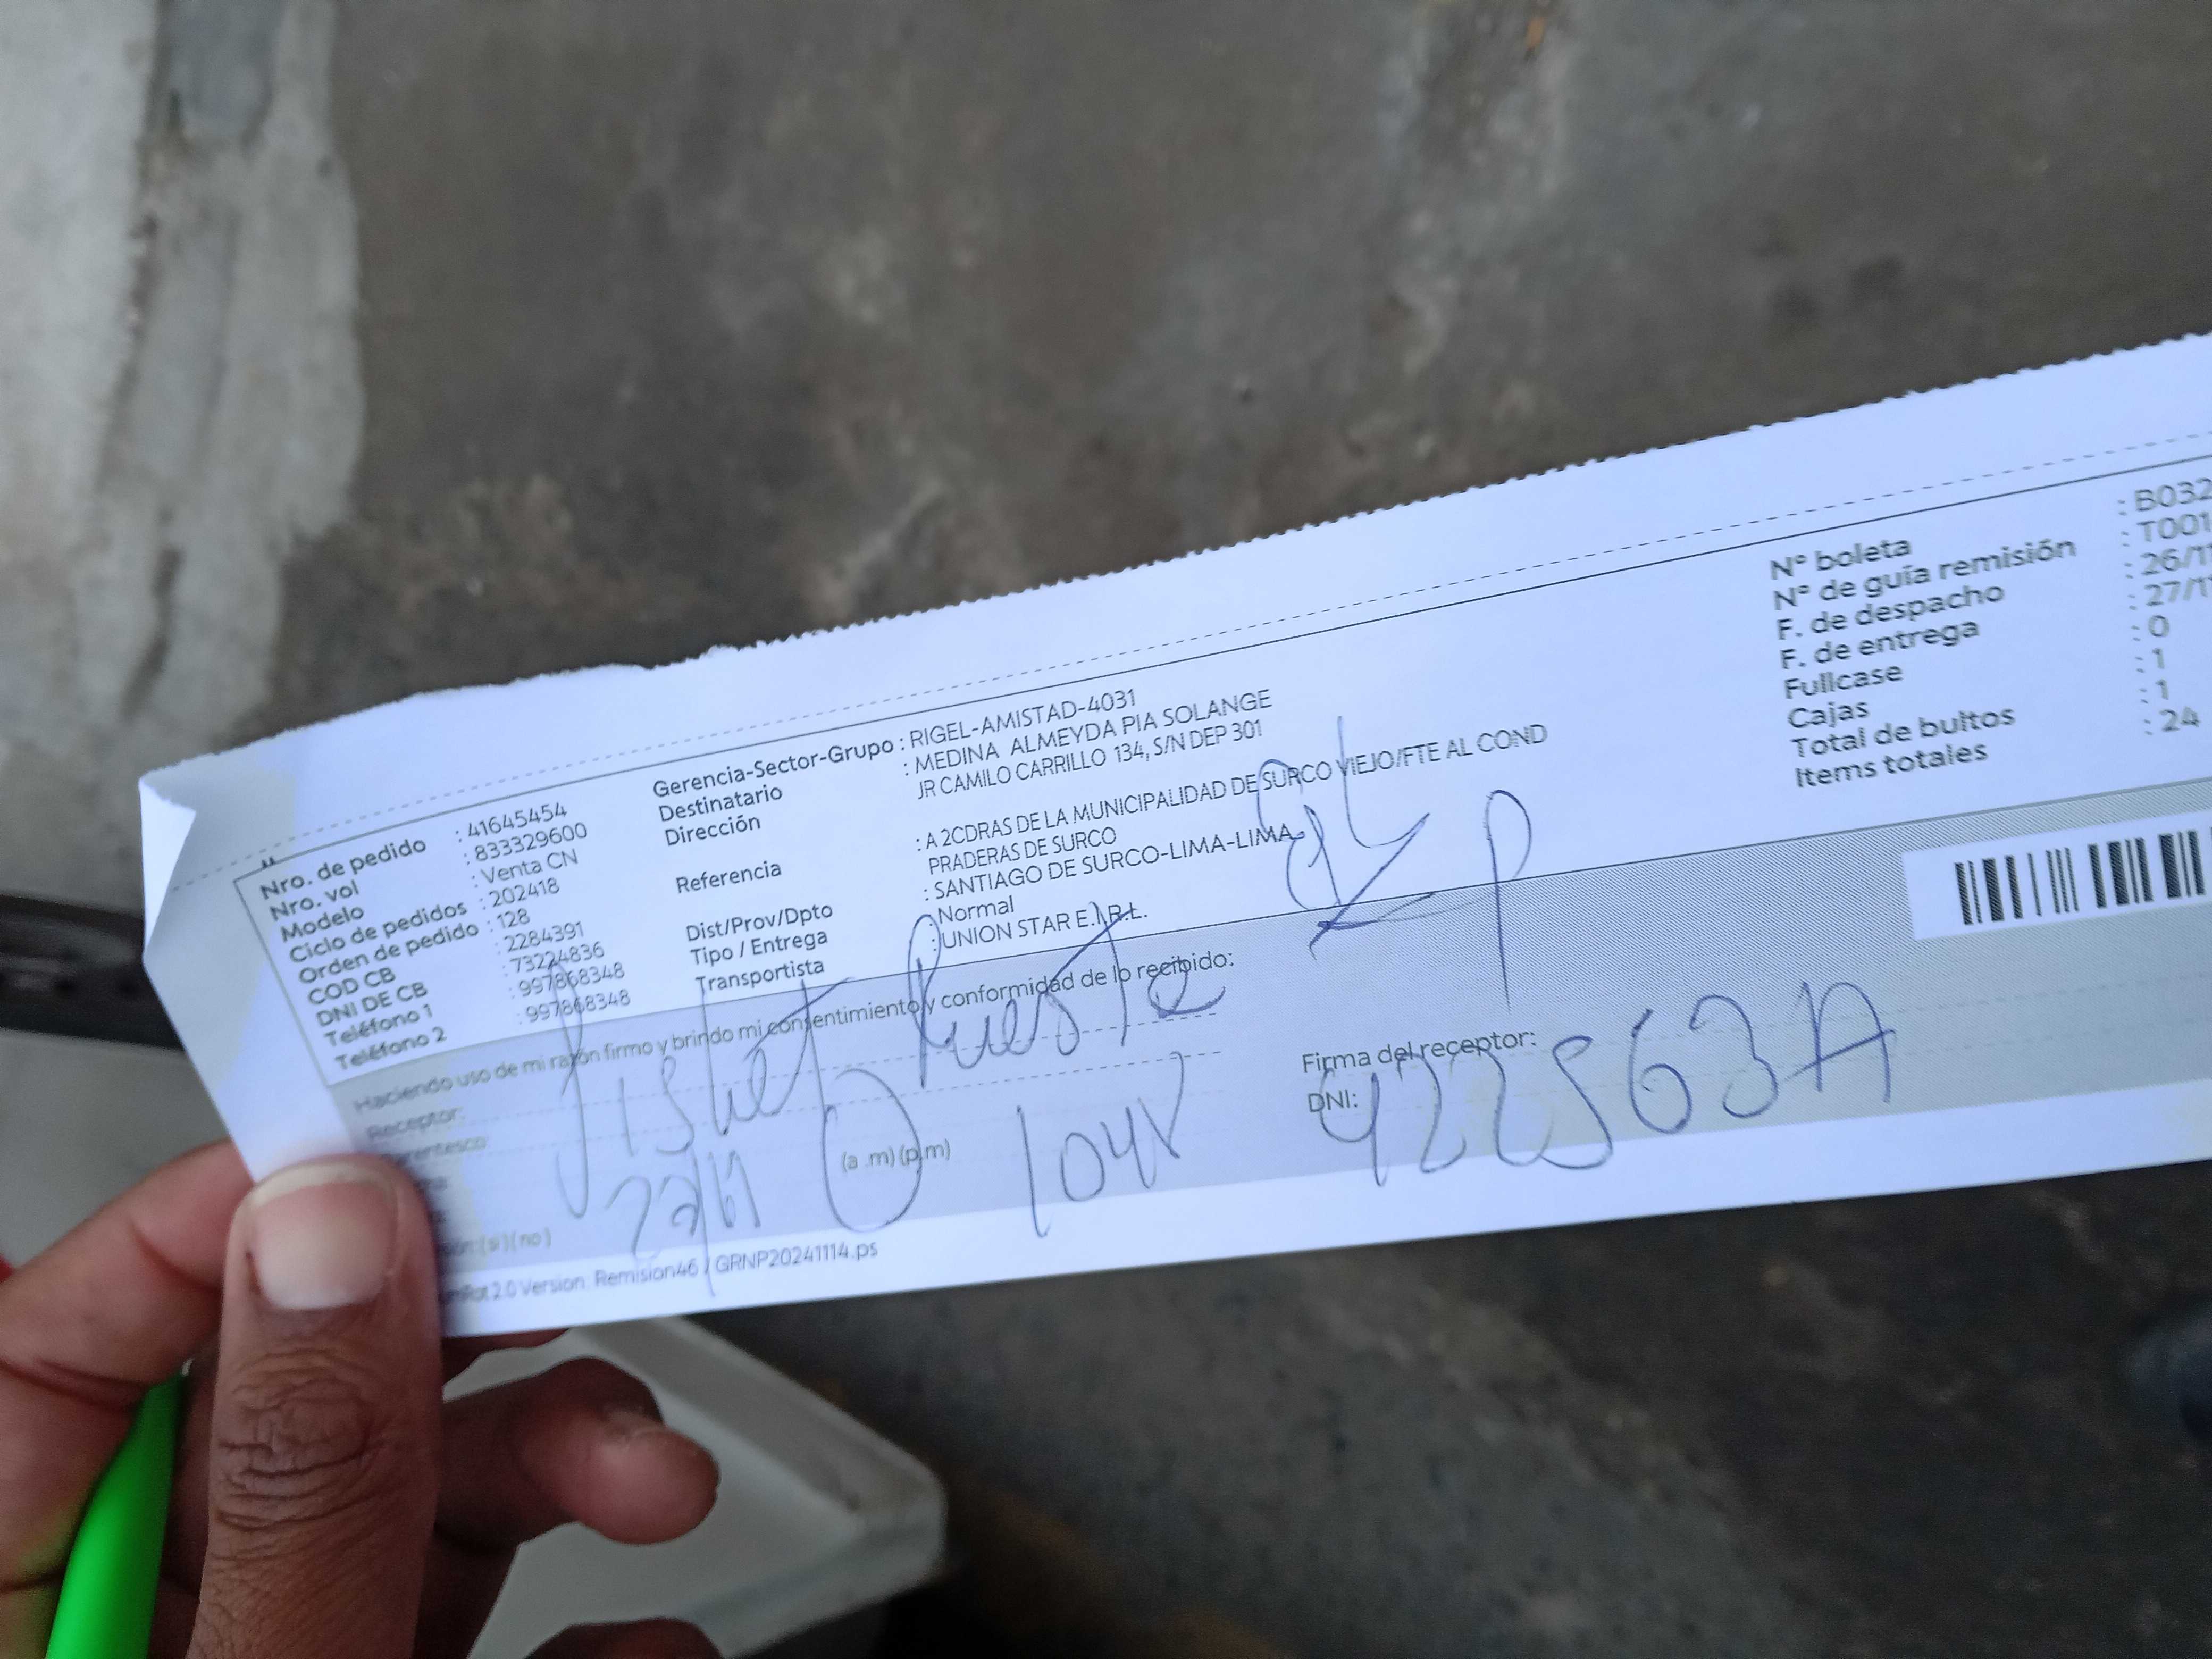 Nro. de pedido : 41645454
Nro. vol : 833329600
Modelo : Venta CN
Ciclo de pedidos : 202418
Orden de pedido : 128
COD CB : 2284391
DNI DE CB : 73224836
Teléfono 1 : 997868348
Teléfono 2 : 997868348
Gerencia-Sector-Grupo : RIGEL-AMISTAD-4031
Destinatario : MEDINA ALMEYDA PIA SOLANGE
Dirección JR CAMILO CARRILLO 134, S/N DEP 301
Referencia : A 2CDRAS DE LA MUNICIPALIDAD DE SURCO VIEJO/FTE AL COND
PRADERAS DE SURCO
Dist/Prov/Dpto : SANTIAGO DE SURCO-LIMA-LIMA
Tipo / Entrega : Normal
Transportista : UNION STAR E.I.R.L.
N° boleta : B032
N° de guía remisión : T001
F. de despacho : 26/11
F. de entrega : 27/1
Fullcase : 0
Cajas : 1
Total de bultos : 1
Items totales : 24
Haciendo uso de mi razón firmo y brindo mi consentimiento y conformidad de lo recibido:
Receptor:
(a .m) (p.m)
(si) (no)
Firma del receptor:
DNI:
2.0 Version: Remision46 / GRNP20241114.ps